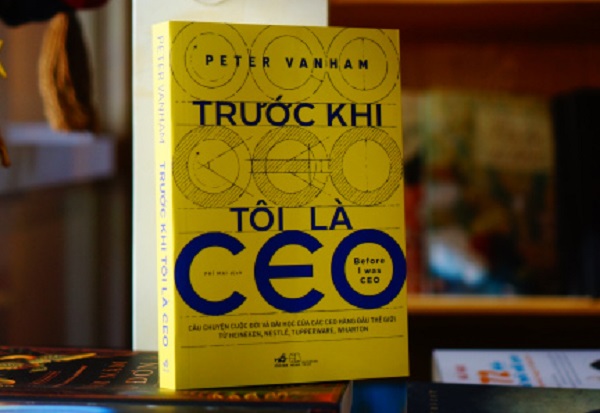 PETER VANHAM
TRƯỚC KHI
TÔI LÀ
CEO
Before
I was
CEO
CÂU CHUYỆN CUỘC ĐỜI VÀ BÀI HỌC CỦA CÁC CEO HÀNG ĐẦU THẾ GIỚI
TỪ HEINEKEN, NESTLÉ, TUPPERWARE, WHARTON
PETER VANHAM TRƯỚC KHI TÔI LÀ CEO